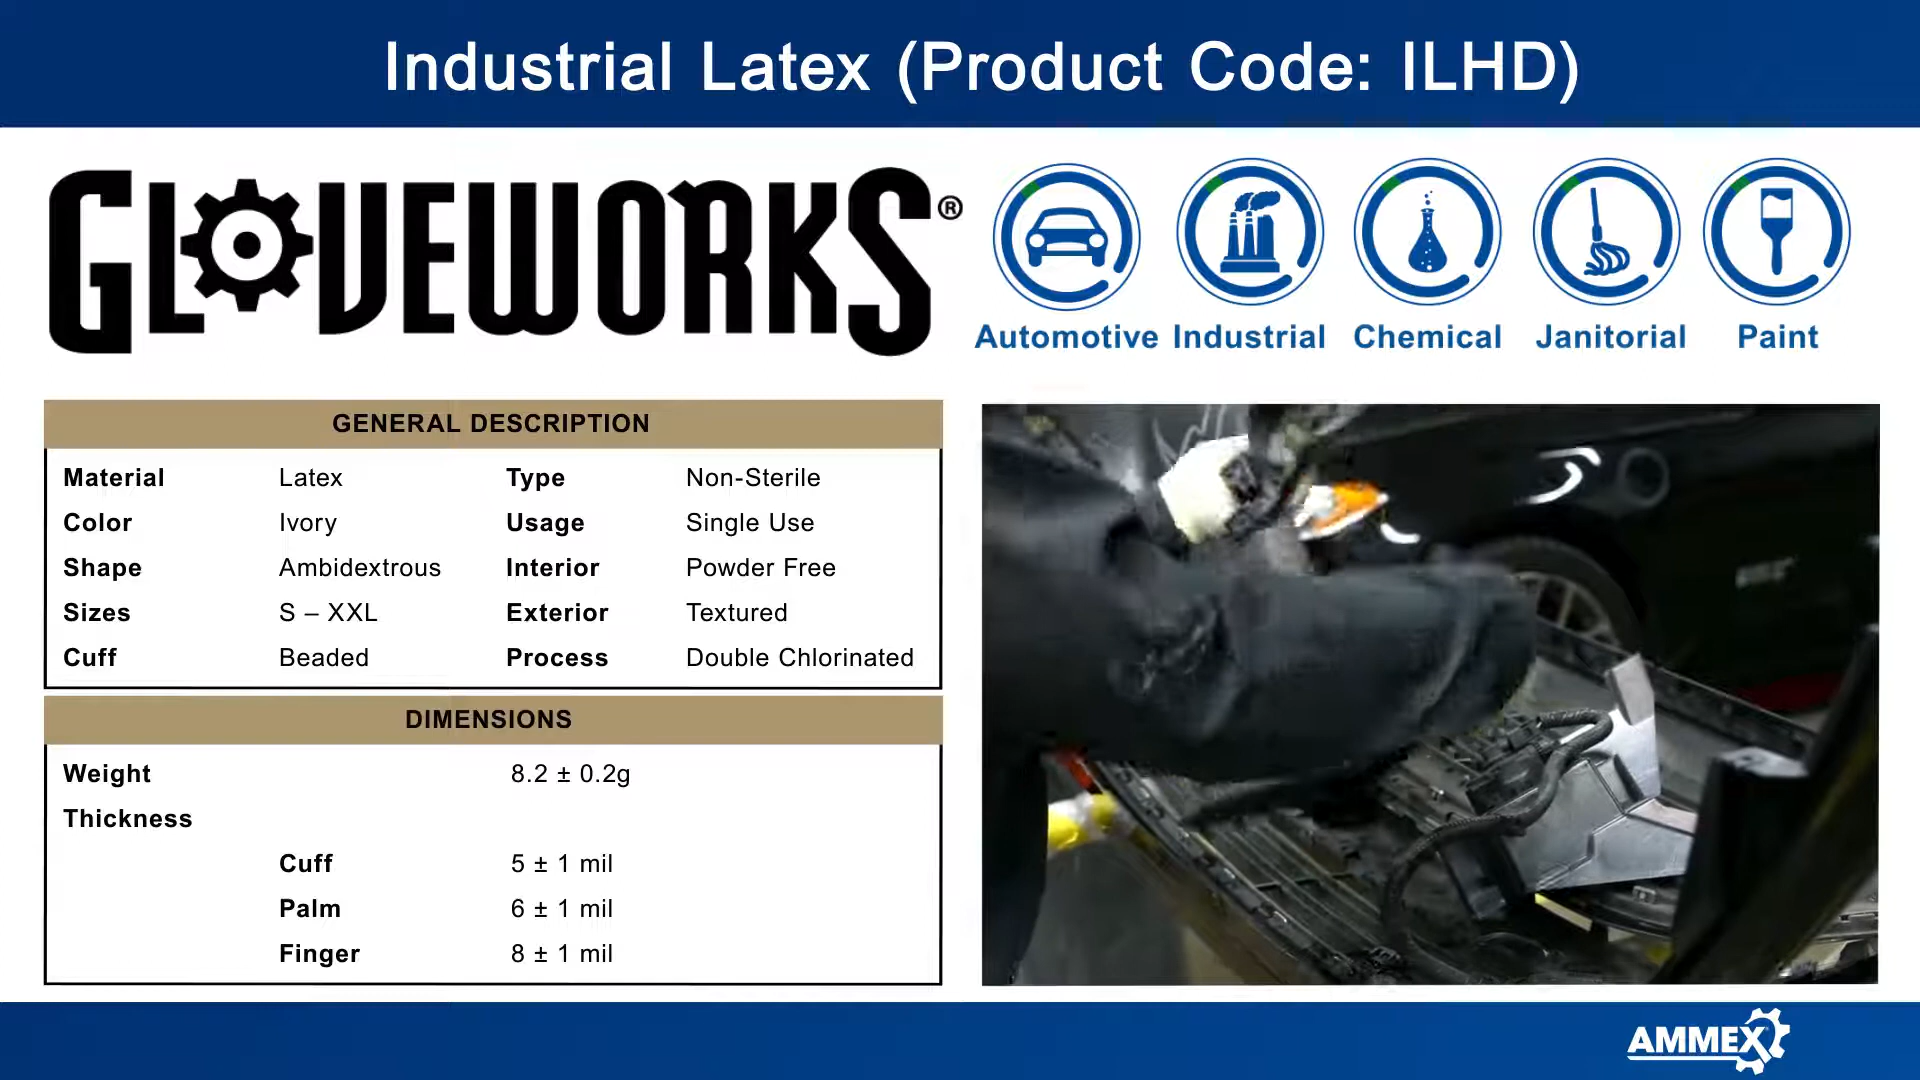 Industrial Latex (Product Code: ILHD)
GLOVEWORKS®
Automotive Industrial Chemical Janitorial Paint
GENERAL DESCRIPTION
Material Latex Type Non-Sterile
Color Ivory Usage Single Use
Shape Ambidextrous Interior Powder Free
Sizes S – XXL Exterior Textured
Cuff Beaded Process Double Chlorinated
DIMENSIONS
Weight 8.2 ± 0.2g
Thickness
Cuff 5 ± 1 mil
Palm 6 ± 1 mil
Finger 8 ± 1 mil
AMMEX